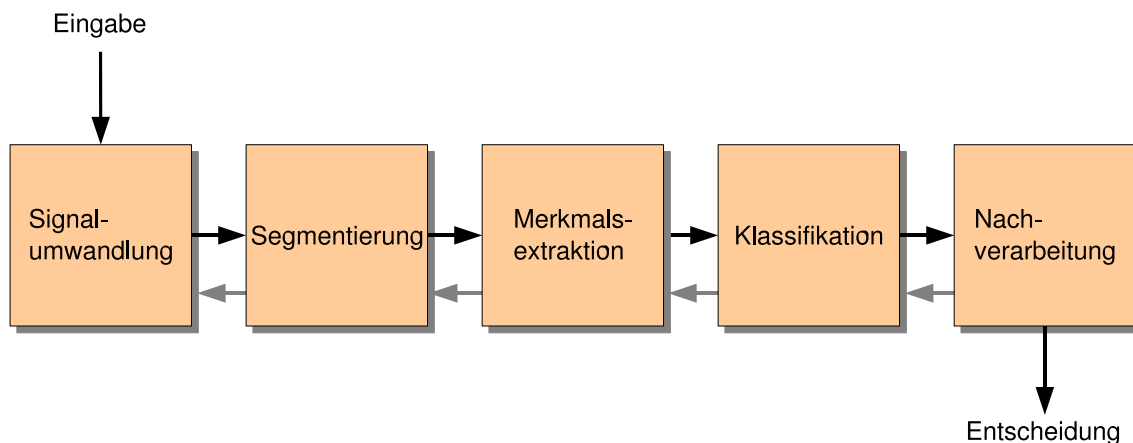 Eingabe
Signal-
umwandlung
Segmentierung
Merkmals-
extraktion
Klassifikation
Nach-
verarbeitung
Entscheidung